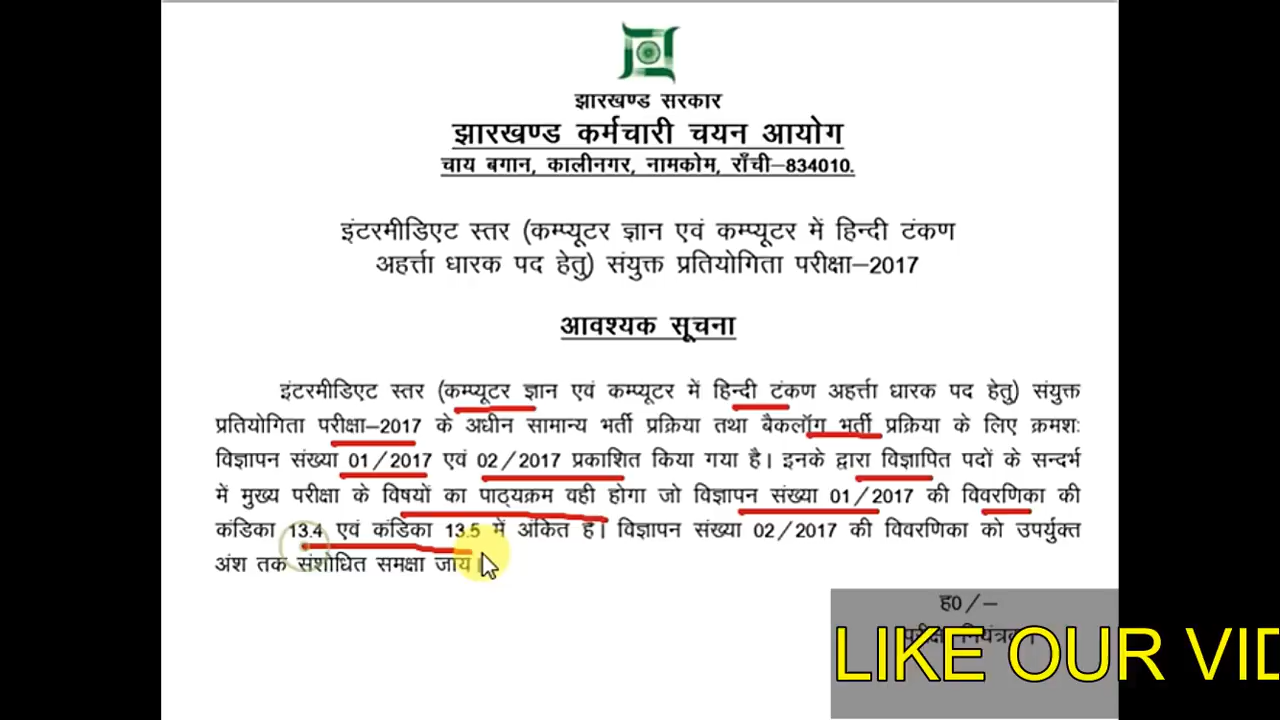 झारखण्ड सरकार
झारखण्ड कर्मचारी चयन आयोग
चाय बगान, कालीनगर, नामकोम, राँची–834010.
इंटरमीडिएट स्तर (कम्प्यूटर ज्ञान एवं कम्प्यूटर में हिन्दी टंकण
अहर्त्ता धारक पद हेतु) संयुक्त प्रतियोगिता परीक्षा–2017
आवश्यक सूचना
इंटरमीडिएट स्तर (कम्प्यूटर ज्ञान एवं कम्प्यूटर में हिन्दी टंकण अहर्त्ता धारक पद हेतु) संयुक्त
प्रतियोगिता परीक्षा–2017 के अधीन सामान्य भर्ती प्रक्रिया तथा बैकलॉग भर्ती प्रक्रिया के लिए क्रमशः
विज्ञापन संख्या 01/2017 एवं 02/2017 प्रकाशित किया गया है। इनके द्वारा विज्ञापित पदों के सन्दर्भ
में मुख्य परीक्षा के विषयों का पाठ्यक्रम वही होगा जो विज्ञापन संख्या 01/2017 की विवरणिका की
कंडिका 13.4 एवं कंडिका 13.5 में अंकित है। विज्ञापन संख्या 02/2017 की विवरणिका को उपर्युक्त
अंश तक संशोधित समक्षा जाय।
ह0/–
परीक्षा नियंत्रक।
LIKE OUR VID